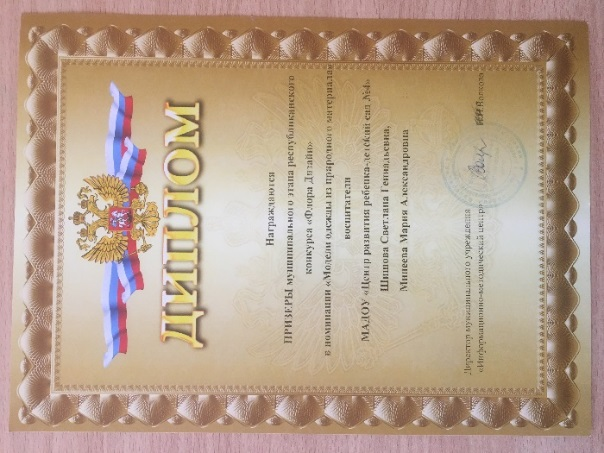 ДИПЛОМ
Награждаются
ПРИЗЕРЫ муниципального этапа республиканского
конкурса «Флора Дизайн»
в номинации «Модели одежды из природного материала»
воспитатели
МАДОУ «Центр развития ребенка-детский сад №4»
Шишова Светлана Геннадьевна,
Минеева Мария Александровна
Директор муниципального учреждения
«Информационно-методический центр»